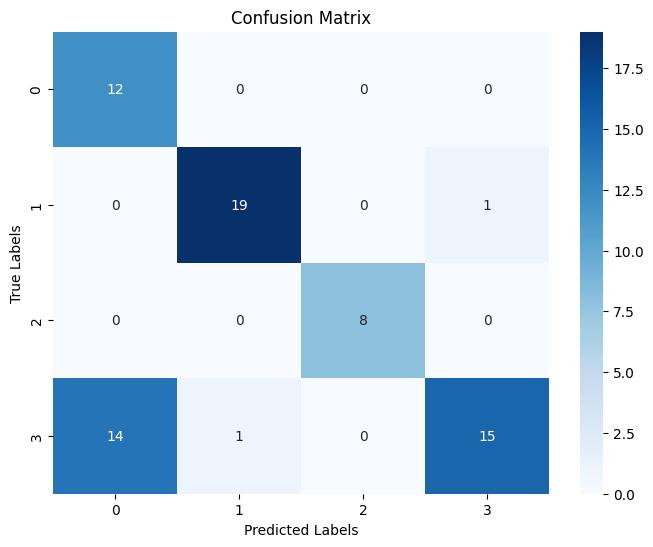 Confusion Matrix
True Labels
0 12 0 0 0
1 0 19 0 1
2 0 0 8 0
3 14 1 0 15
0 1 2 3
Predicted Labels
17.5
15.0
12.5
10.0
7.5
5.0
2.5
0.0